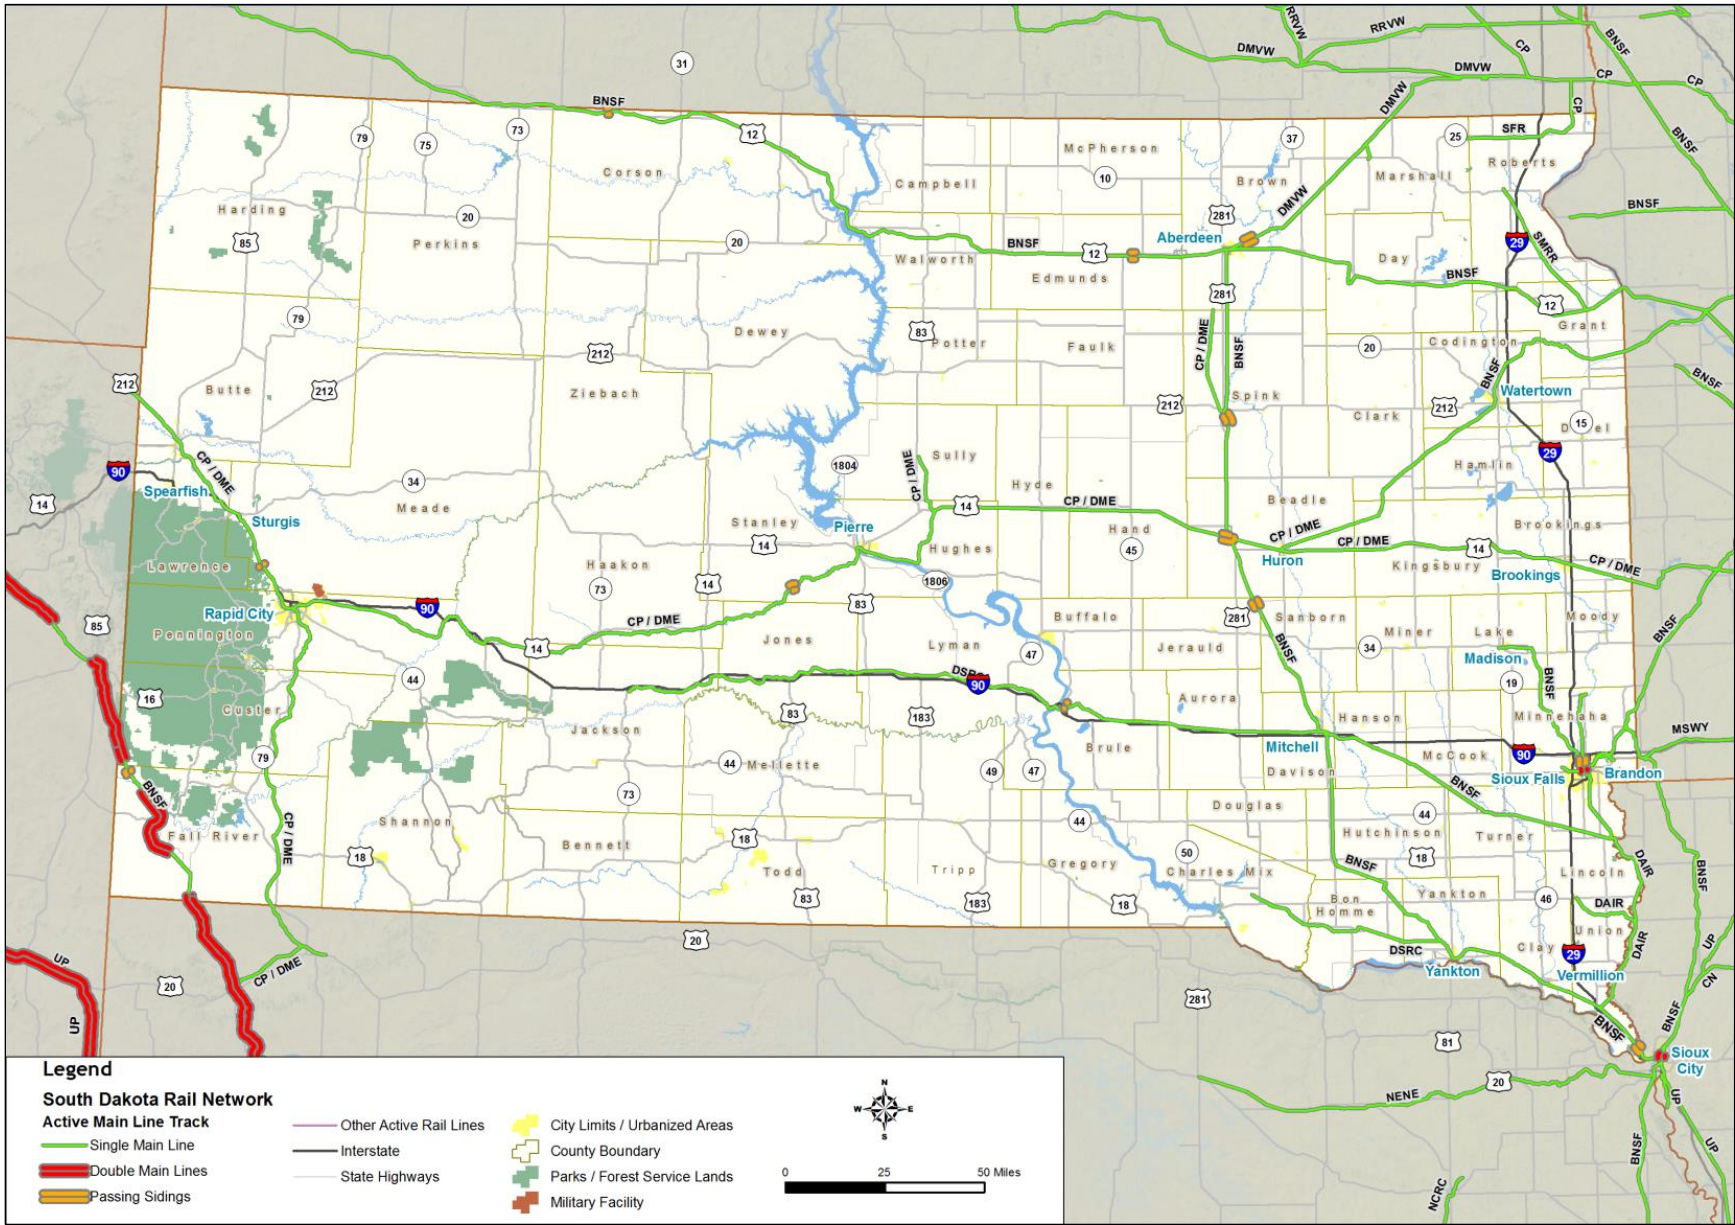 RRVW
RRVW
BNSF
DMVW
CP
DMVW
CP
CP
31
BNSF
DMVW
CP
12
79
75
73
37
25
SFR
BNSF
Corson
McPherson
Roberts
Campbell
10
Brown
Marshall
Harding
20
281
DMVW
BNSF
85
Perkins
20
Aberdeen
29
SMRR
BNSF
12
Walworth
Day
Edmunds
BNSF
281
12
79
Dewey
83
Potter
CP / DME
BNSF
Grant
212
Faulk
20
Codington
212
Butte
212
Ziebach
BNSF
Watertown
BNSF
Spink
212
Clark
212
15
90
CP / DME
34
1804
Sully
CP / DME
29
Hamlin
14
Spearfish
Meade
Hyde
Sturgis
Stanley
Pierre
14
CP / DME
Beadle
Hand
CP / DME
Brookings
14
Hughes
45
CP / DME
14
Huron
Kingsbury
CP / DME
Lawrence
Haakon
14
73
1806
Brookings
85
Rapid City
90
CP / DME
83
Buffalo
281
Sanborn
Moody
Pennington
Jones
Lyman
47
Jerauld
34
Miner
Lake
BNSF
14
Madison
44
90
BNSF
19
BNSF
16
Custer
83
183
Aurora
Hanson
Minnehaha
Jackson
Brule
Mitchell
90
MSWY
79
44
Mellette
49
47
Davison
McCook
Sioux Falls
Brandon
BNSF
73
BNSF
Douglas
44
Fall River
CP / DME
Shannon
44
Hutchinson
Turner
18
Bennett
18
50
18
BNSF
DAIR
BNSF
Todd
Tripp
Gregory
Charles Mix
Lincoln
83
183
18
Bon
Homme
Yankton
46
DAIR
20
Union
UP
CP / DME
DSRC
Clay
29
DAIR
UP
20
Yankton
Vermillion
CN
281
UP
BNSF
BNSF
81
Sioux
City
20
NENE
UP
BNSF
UP
NCRC
Legend
South Dakota Rail Network
Active Main Line Track
Single Main Line
Double Main Lines
Passing Sidings
Other Active Rail Lines
Interstate
State Highways
City Limits / Urbanized Areas
County Boundary
Parks / Forest Service Lands
Military Facility
N
W E
S
0 25 50 Miles